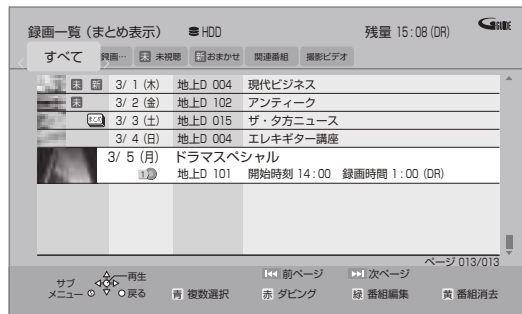 録画一覧 (まとめ表示) HDD 残量 15:08 (DR) GGUIDE
すべて 録画… 未 未視聴 新 おまかせ 関連番組 撮影ビデオ
未 新 3/ 1 (木) 地上D 004 現代ビジネス
未 3/ 2 (金) 地上D 102 アンティーク
まとめ 3/ 3 (土) 地上D 015 ザ・夕方ニュース
3/ 4 (日) 地上D 004 エレキギター講座
3/ 5 (月) ドラマスペシャル
1 地上D 101 開始時刻 14:00 録画時間 1:00 (DR)
ページ 013/013
サブメニュー 再生 戻る 前ページ 次ページ
青 複数選択 赤 ダビング 緑 番組編集 黄 番組消去